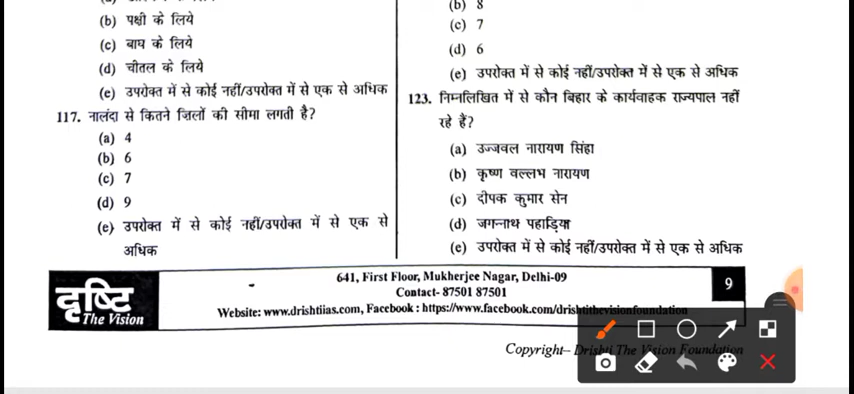 (b) पक्षी के लिये
(c) बाघ के लिये
(d) चीतल के लिये
(e) उपरोक्त में से कोई नहीं/उपरोक्त में से एक से अधिक
117. नालंदा से कितने जिलों की सीमा लगती है?
(a) 4
(b) 6
(c) 7
(d) 9
(e) उपरोक्त में से कोई नहीं/उपरोक्त में से एक से
अधिक
(b) 8
(c) 7
(d) 6
(e) उपरोक्त में से कोई नहीं/उपरोक्त में से एक से अधिक
123. निम्नलिखित में से कौन बिहार के कार्यवाहक राज्यपाल नहीं
रहे हैं?
(a) उज्जवल नारायण सिंहा
(b) कृष्ण वल्लभ नारायण
(c) दीपक कुमार सेन
(d) जगन्नाथ पहाड़िया
(e) उपरोक्त में से कोई नहीं/उपरोक्त में से एक से अधिक
दृष्टि
The Vision
641, First Floor, Mukherjee Nagar, Delhi-09
Contact- 87501 87501
Website: www.drishtiias.com, Facebook : https://www.facebook.com/drishtithevisionfoundation
9
Copyright– Drishti The Vision Foundation